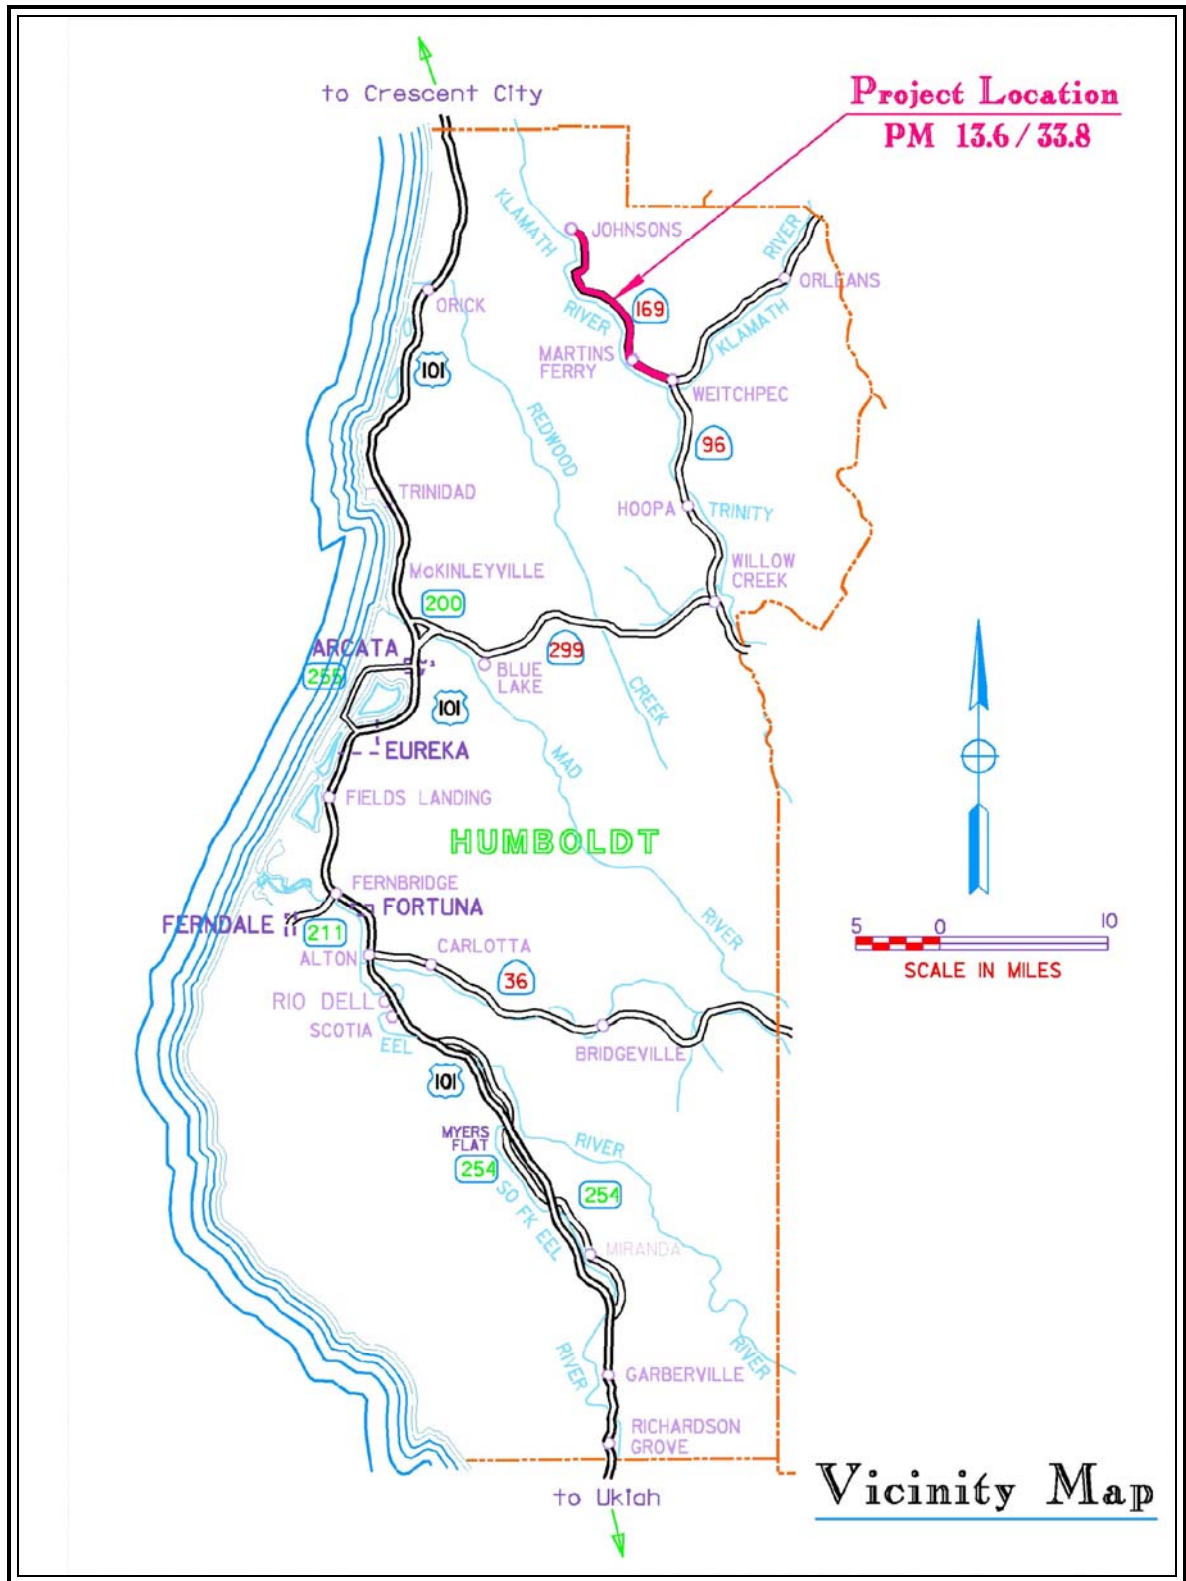 to Crescent City
Project Location
PM 13.6 / 33.8
KLAMATH
JOHNSONS
RIVER
ORLEANS
ORICK
RIVER
169
KLAMATH
MARTINS
FERRY
101
WEITCHPEC
REDWOOD
96
TRINIDAD
HOOPA
TRINITY
McKINLEYVILLE
WILLOW
CREEK
200
ARCATA
299
255
BLUE
LAKE
CREEK
101
EUREKA
MAD
FIELDS LANDING
HUMBOLDT
FERNBRIDGE
FORTUNA
FERNDALE
211
RIVER
5 0 10
SCALE IN MILES
ALTON
CARLOTTA
36
RIO DELL
SCOTIA
EEL
BRIDGEVILLE
101
MYERS
FLAT
RIVER
254
254
SO FK EEL
MIRANDA
RIVER
RIVER
GARBERVILLE
RICHARDSON
GROVE
to Ukiah
Vicinity Map